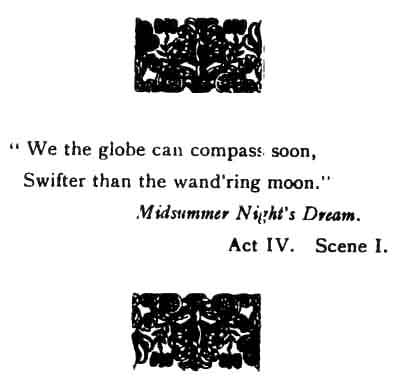 “ We the globe can compass soon,
Swifter than the wand'ring moon.”
Midsummer Night's Dream.
Act IV. Scene I.